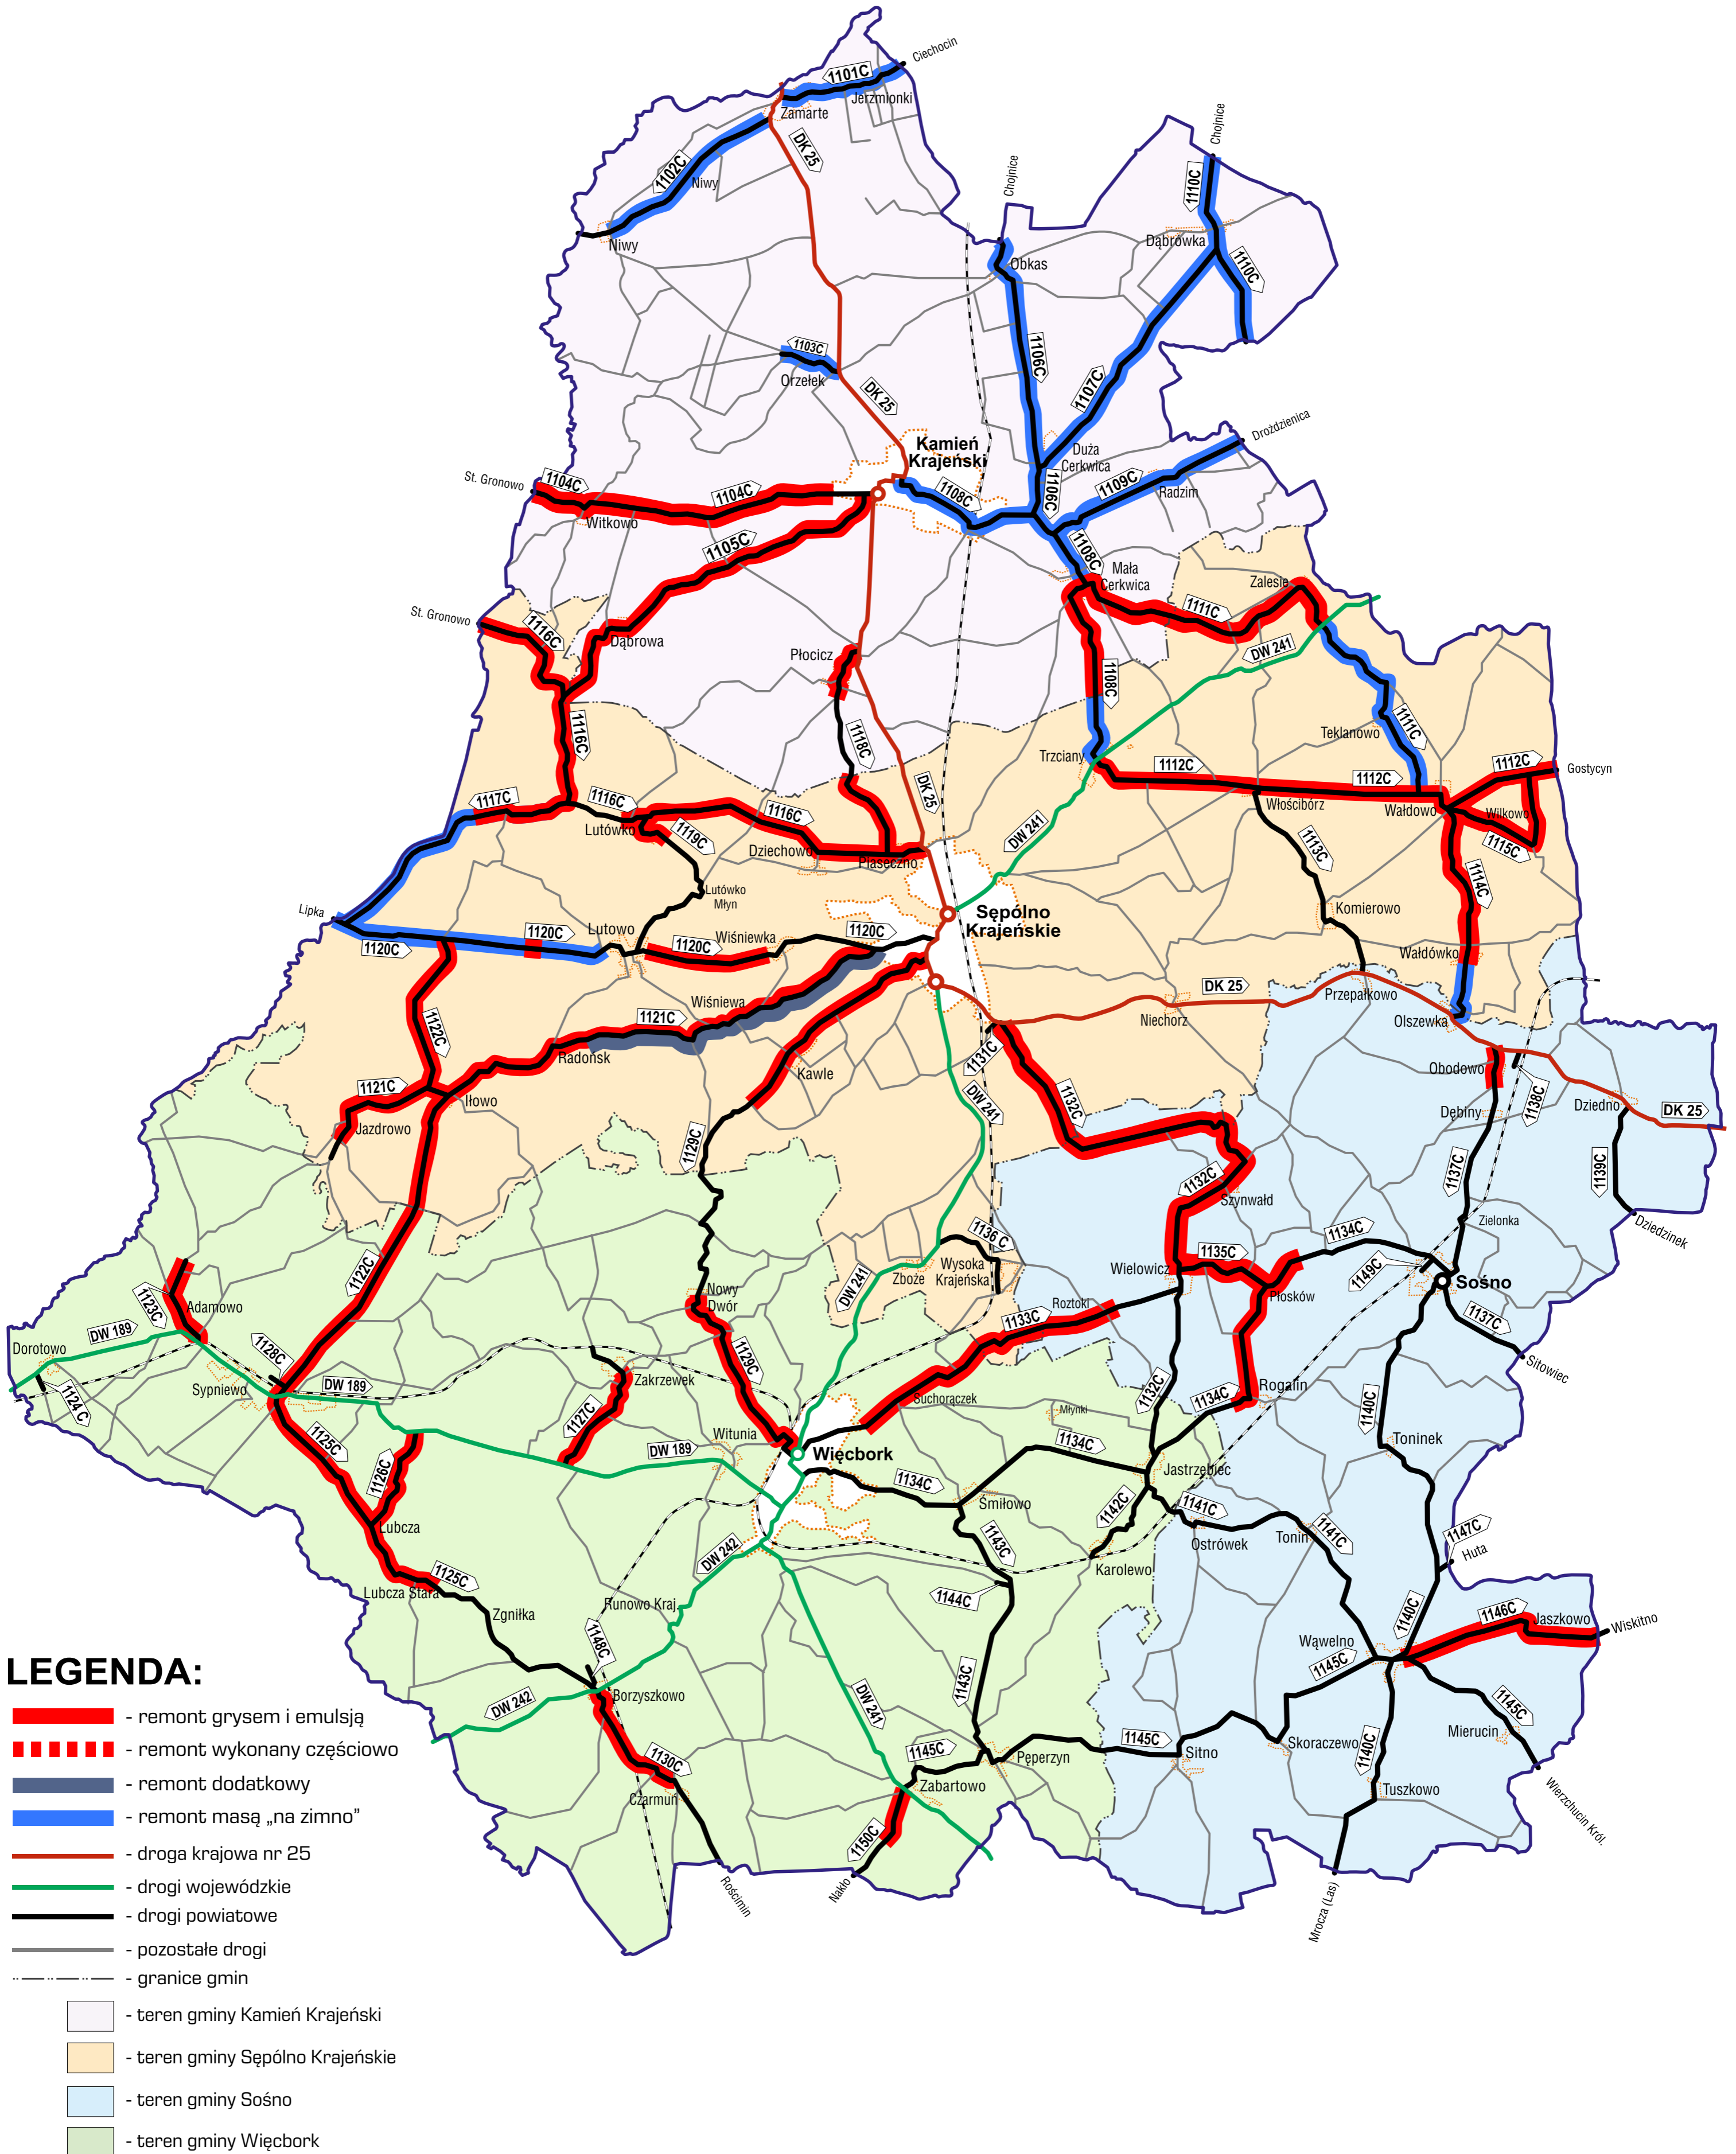 Ciechocin
1101C
Jerzmionki
Zamarte
DK 25
1102C
Niwy
Niwy
Chojnice
Chojnice
1110C
Dąbrówka
1110C
Obkas
1103C
Orzełek
1106C
1107C
DK 25
Kamień
Krajeński
Duża
Cerkwica
Drożdzienica
St. Gronowo
1104C
1104C
Witkowo
1108C
1106C
1109C
Radzim
1105C
1108C
Mała
Cerkwica
Zalesie
1111C
St. Gronowo
1116C
Dąbrowa
Płocicz
DW 241
1108C
1116C
1118C
Teklanowo
1111C
Trzciany
1112C
1112C
1112C
Gostycyn
DK 25
1117C
1116C
1116C
Lutówko
1119C
Dziechowo
Piaseczno
DW 241
Włościbórz
Wałdowo
Wilkowo
1115C
1113C
1114C
Lutówko
Młyn
Lipka
Sępólno
Krajeńskie
Komierowo
1120C
1120C
Lutowo
1120C
Wiśniewka
1120C
Wałdówko
Wiśniewa
1121C
DK 25
Przepałkowo
Niechorz
Olszewka
1122C
Radońsk
1131C
Kawle
Obodowo
1138C
1121C
Iłowo
DW241
1132C
Dębiny
Dziedno
DK 25
Jazdrowo
1129C
1137C
1139C
1132C
Szynwałd
Zielonka
Dziedzinek
1136 C
1134C
Wysoka
Krajeńska
Zboże
Wielowicz
1135C
1149C
Sośno
1122C
1123C
Adamowo
Nowy
Dwór
DW241
Roztoki
1133C
Płosków
1137C
DW 189
Dorotowo
1128C
1129C
Sitowiec
Sypniewo
DW 189
Zakrzewek
1124 C
1127C
Suchorączek
Młynki
1132C
1134C
Rogalin
1140C
1125C
Witunia
DW 189
Więcbork
1134C
Toninek
1126C
1134C
Jastrzębiec
Śmiłowo
1142C
1141C
Lubcza
1143C
Ostrówek
Tonin
1141C
1147C
Huta
DW 242
Karolewo
1125C
Lubcza Stara
1144C
Zgniłka
Runowo Kraj.
1140C
1146C
Jaszkowo
Wiskitno
1148C
Wąwelno
1145C
1143C
Borzyszkowo
DW 242
DW 241
1145C
Mierucin
1145C
1145C
Skoraczewo
1140C
Pęperzyn
Sitno
1130C
Zabartowo
Czarmuń
Tuszkowo
Wierzchucin Król.
1150C
Nakło
Rościmin
Mrocza (Las)
LEGENDA:
- remont grysem i emulsją
- remont wykonany częściowo
- remont dodatkowy
- remont masą „na zimno”
- droga krajowa nr 25
- drogi wojewódzkie
- drogi powiatowe
- pozostałe drogi
- granice gmin
- teren gminy Kamień Krajeński
- teren gminy Sępólno Krajeńskie
- teren gminy Sośno
- teren gminy Więcbork